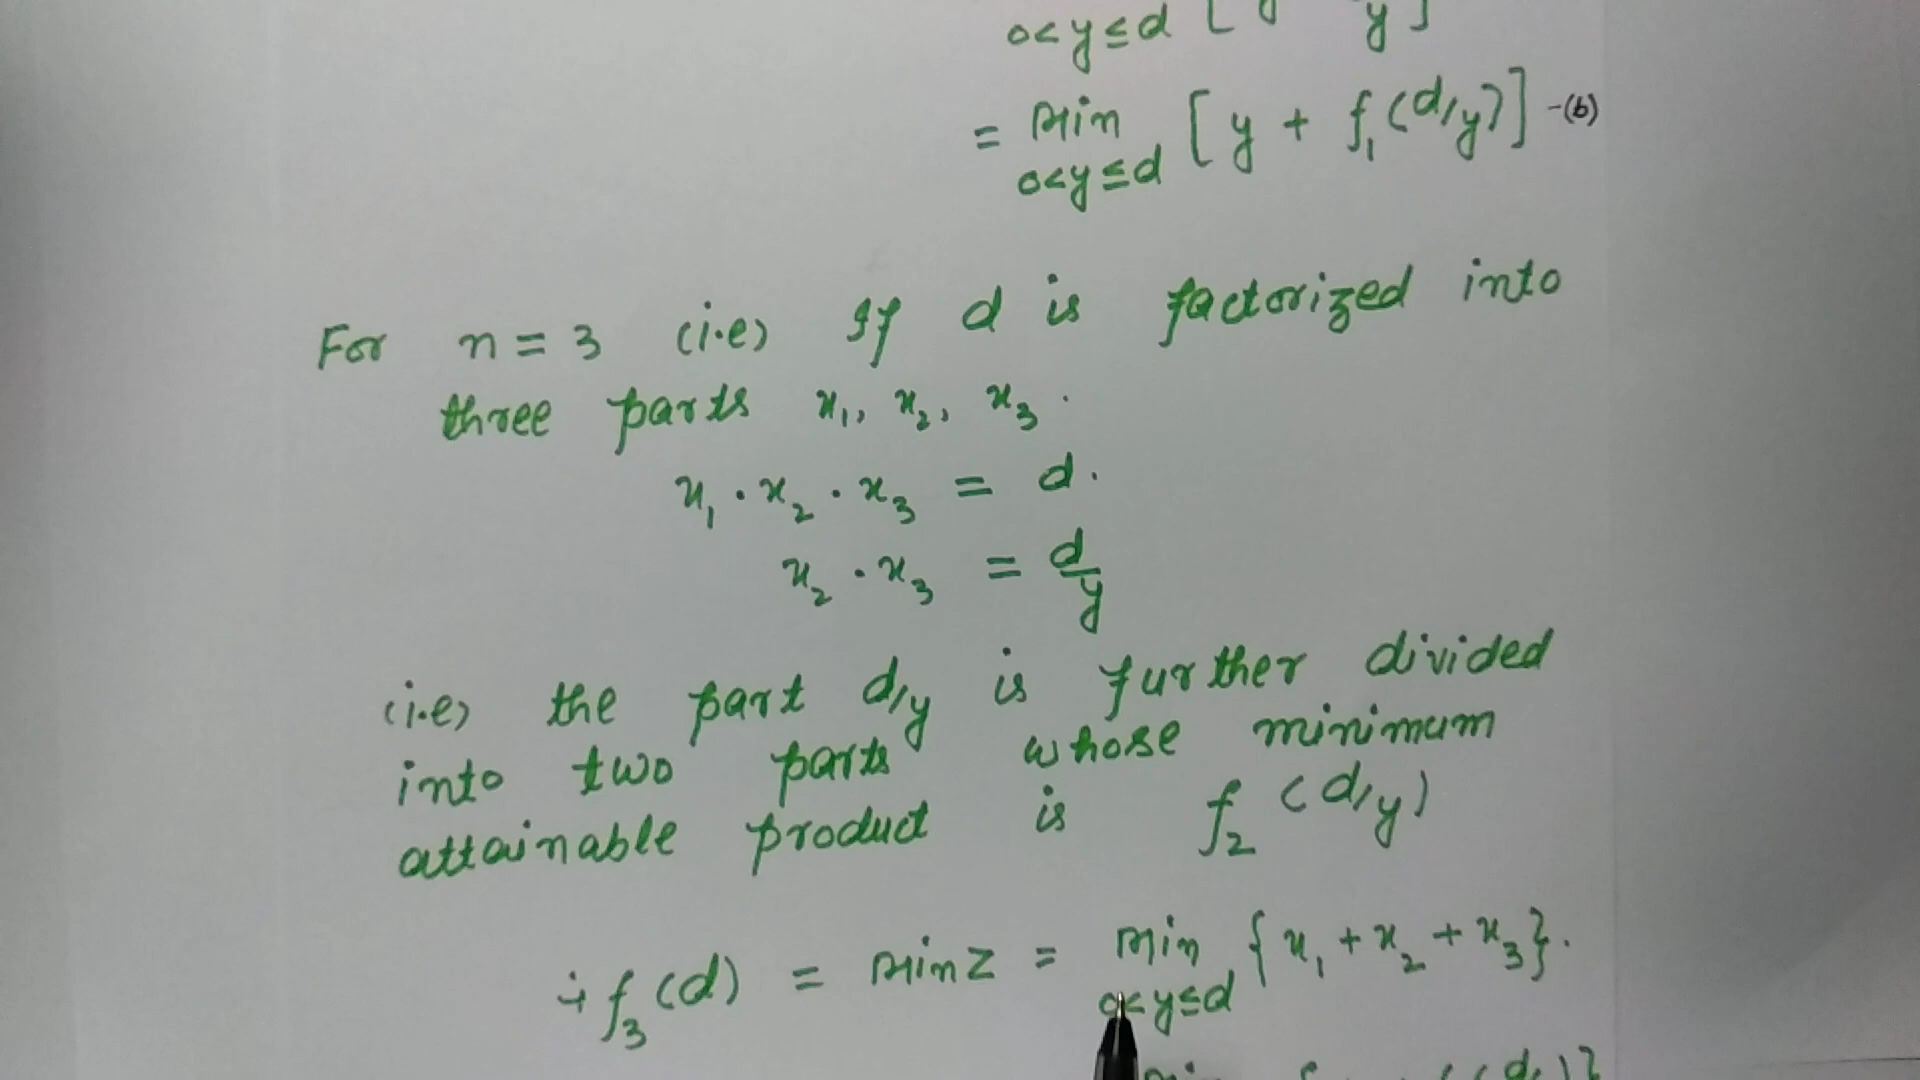 0<y≤d [y y]
= Min [y + f₁(d/y)] -(b)
0<y≤d
For n = 3 (i.e) If d is factorized into
three parts x₁, x₂, x₃.
x₁ · x₂ · x₃ = d.
x₂ · x₃ = d/y
(i.e) the part d/y is further divided
into two parts whose minimum
attainable product is f₂ (d/y)
∴ f₃(d) = Min Z = Min {x₁ + x₂ + x₃}.
0<y≤d